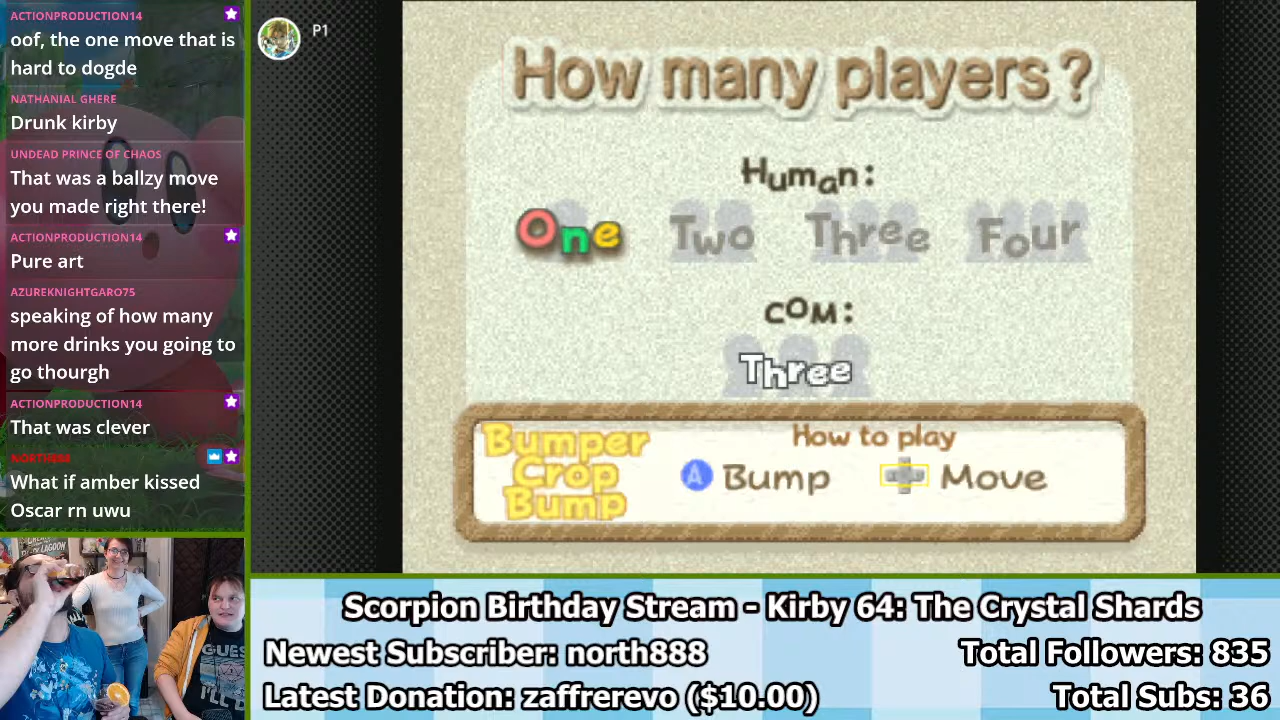 ACTIONPRODUCTION14
oof, the one move that is
hard to dogde
NATHANIAL GHERE
Drunk kirby
UNDEAD PRINCE OF CHAOS
That was a ballzy move
you made right there!
ACTIONPRODUCTION14
Pure art
AZUREKNIGHTGARO75
speaking of how many
more drinks you going to
go thourgh
ACTIONPRODUCTION14
That was clever
NORTH888
What if amber kissed
Oscar rn uwu
P1
How many players?
Human:
One Two Three Four
COM:
Three
Bumper
Crop
Bump
How to play
A Bump Move
LAGOON
GUES
I'LL
Scorpion Birthday Stream - Kirby 64: The Crystal Shards
Newest Subscriber: north888
Total Followers: 835
Latest Donation: zaffrerevo ($10.00)
Total Subs: 36